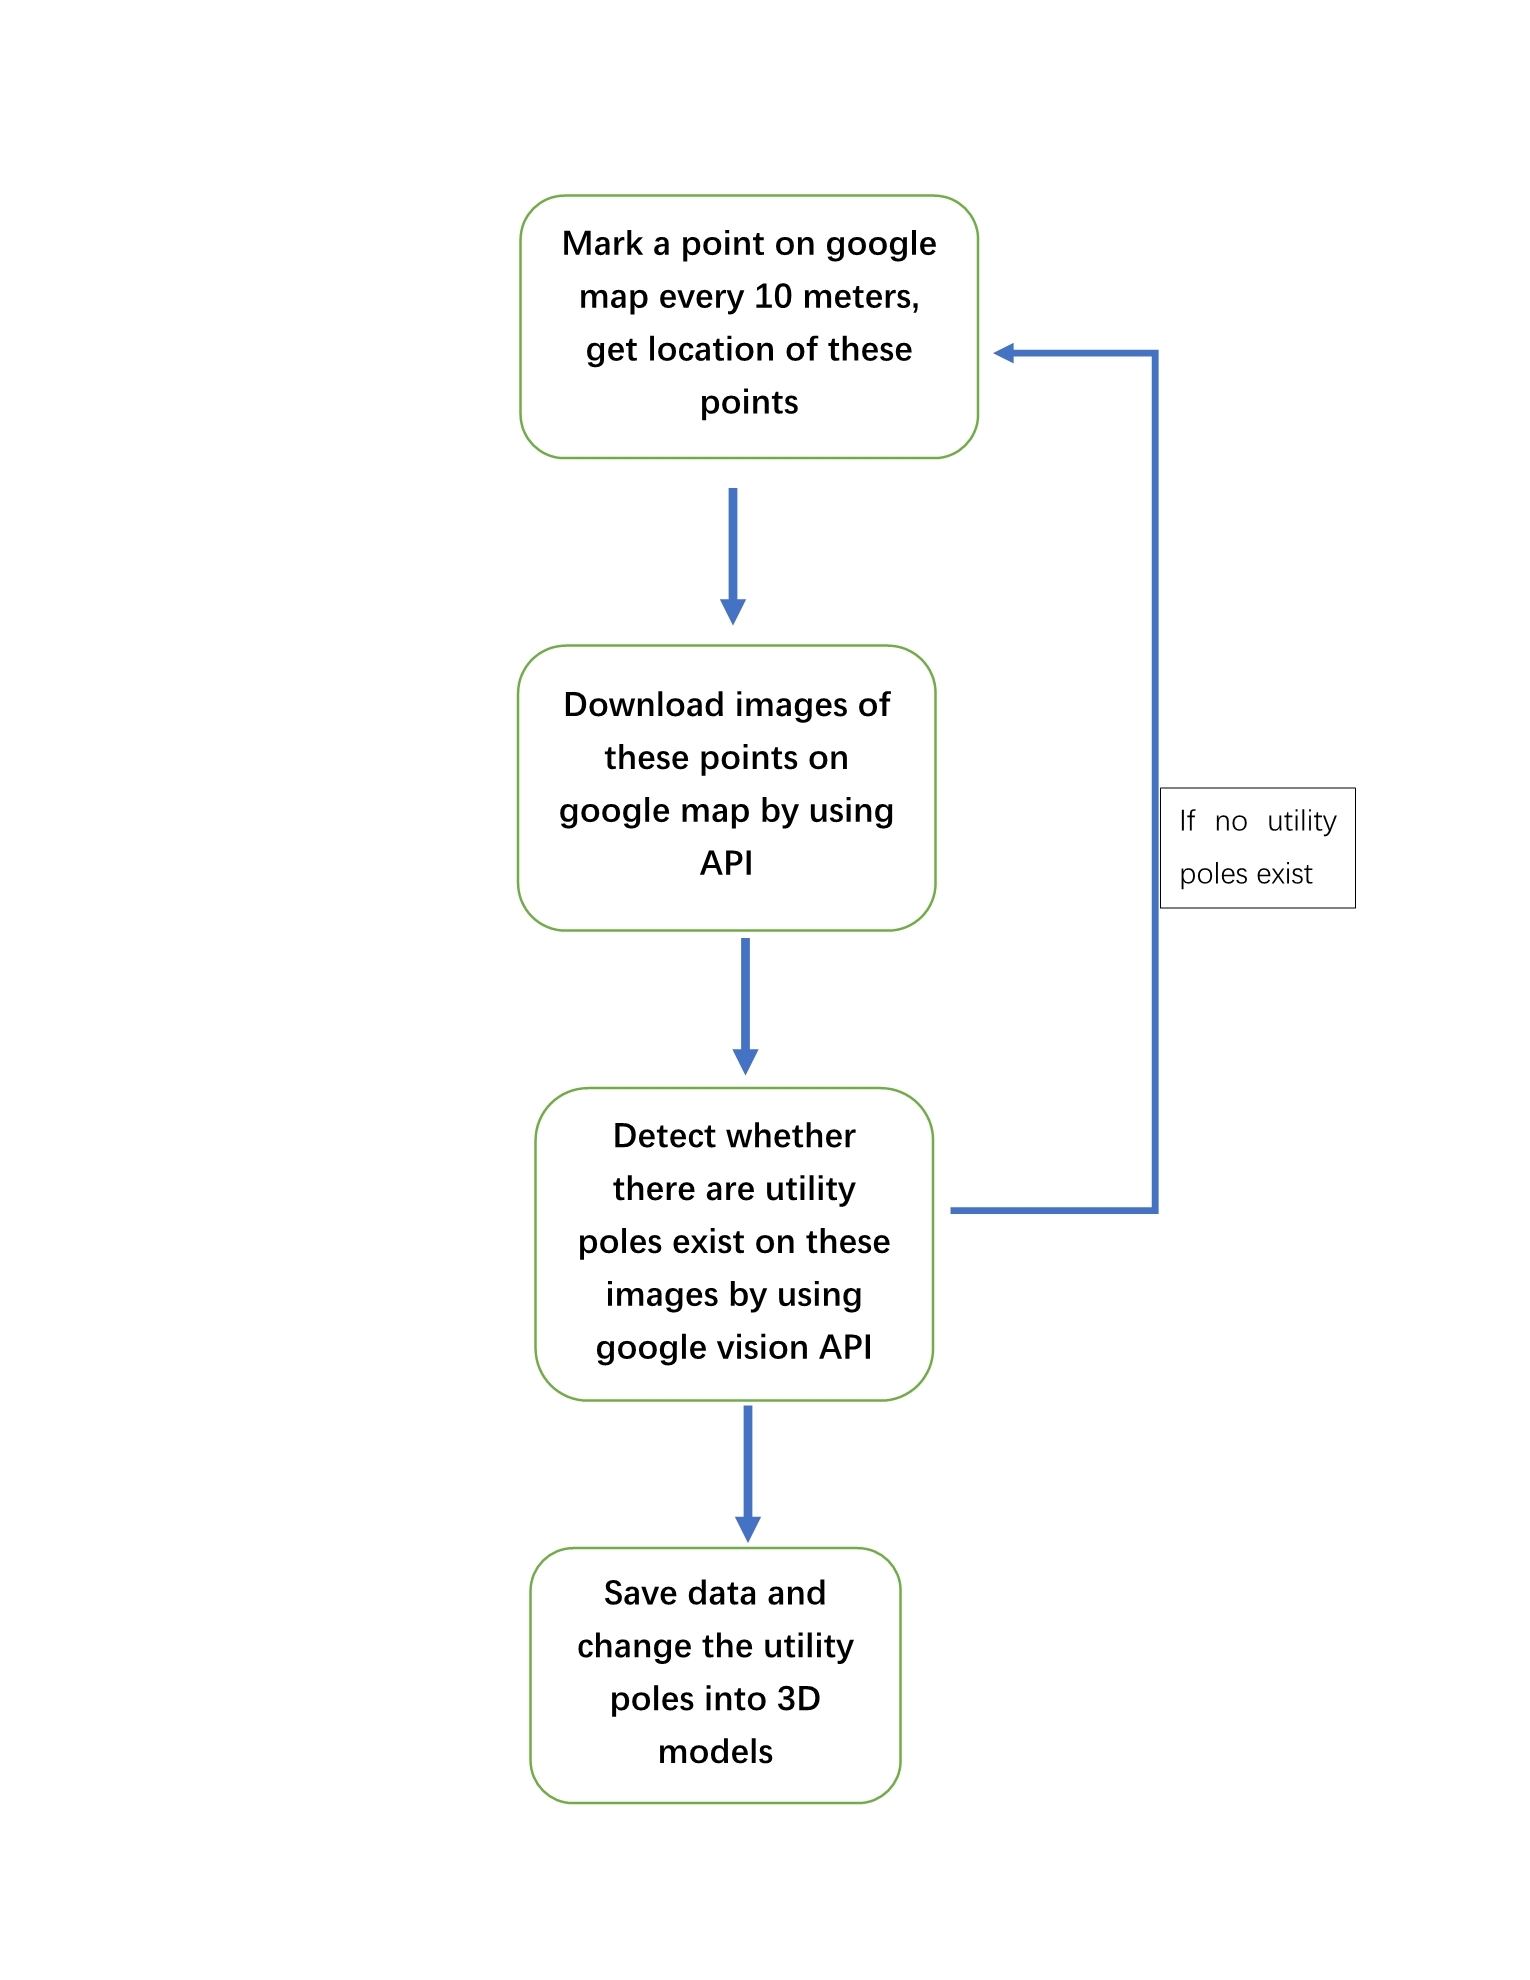 Mark a point on google
map every 10 meters,
get location of these
points
Download images of
these points on
google map by using
API
If no utility
poles exist
Detect whether
there are utility
poles exist on these
images by using
google vision API
Save data and
change the utility
poles into 3D
models